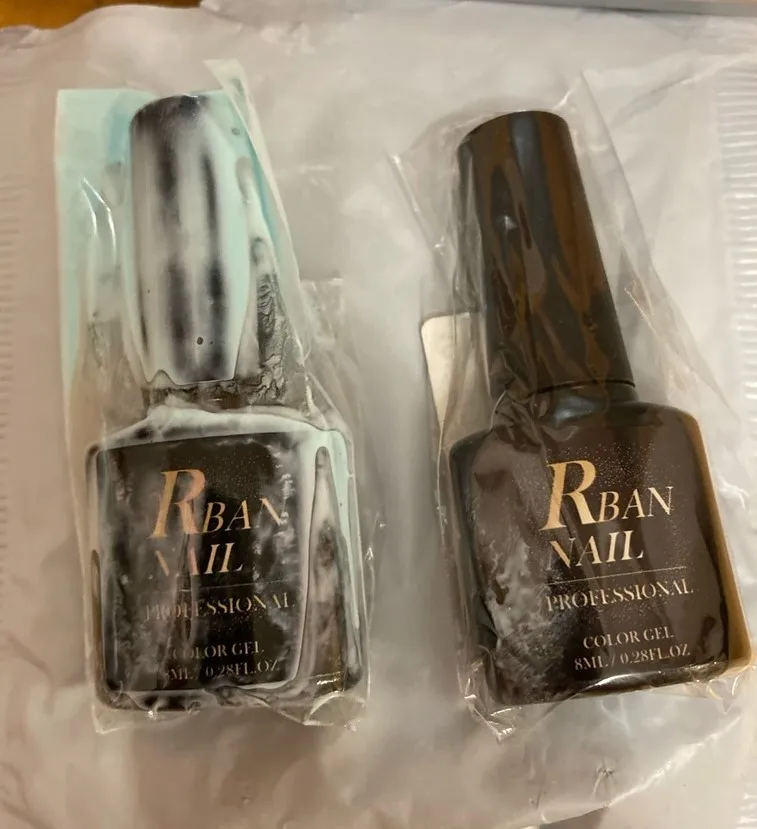 RBAN
NAIL
PROFESSIONAL
COLOR GEL
8ML / 0.28FL.OZ
RBAN
NAIL
PROFESSIONAL
COLOR GEL
8ML / 0.28FL.OZ